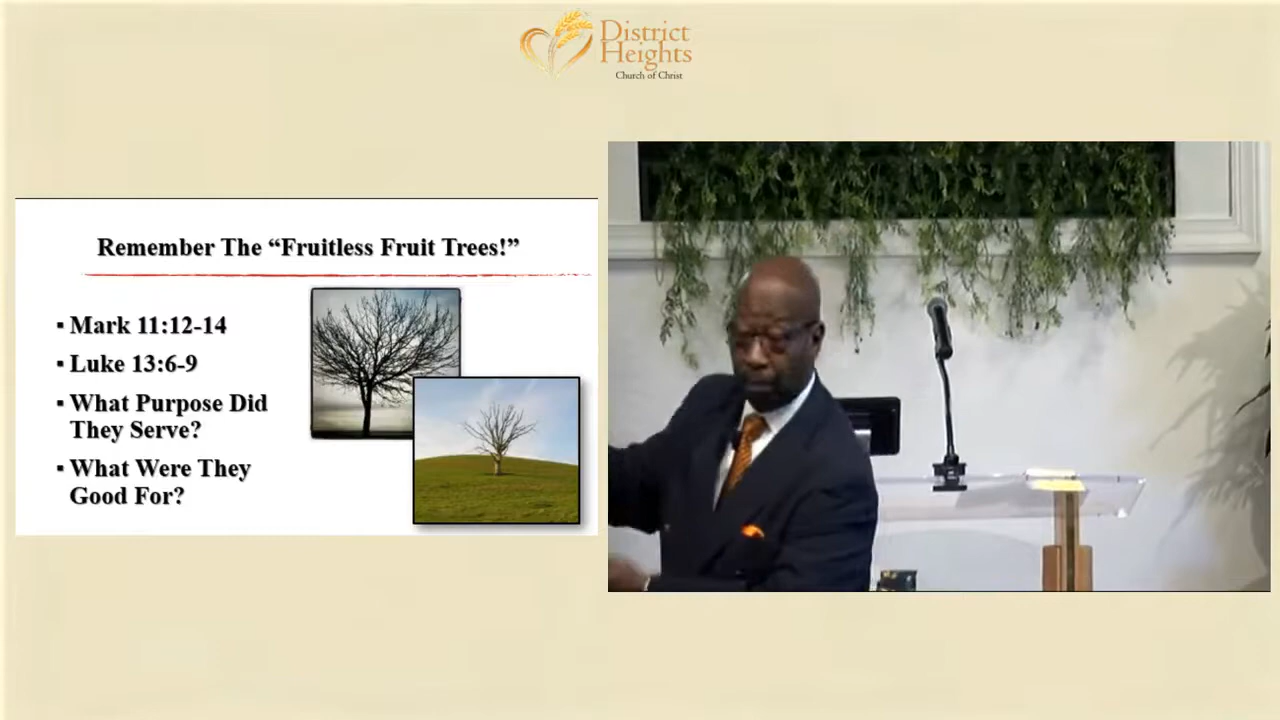 District
Heights
Church of Christ
Remember The “Fruitless Fruit Trees!”
▪ Mark 11:12-14
▪ Luke 13:6-9
▪ What Purpose Did
They Serve?
▪ What Were They
Good For?